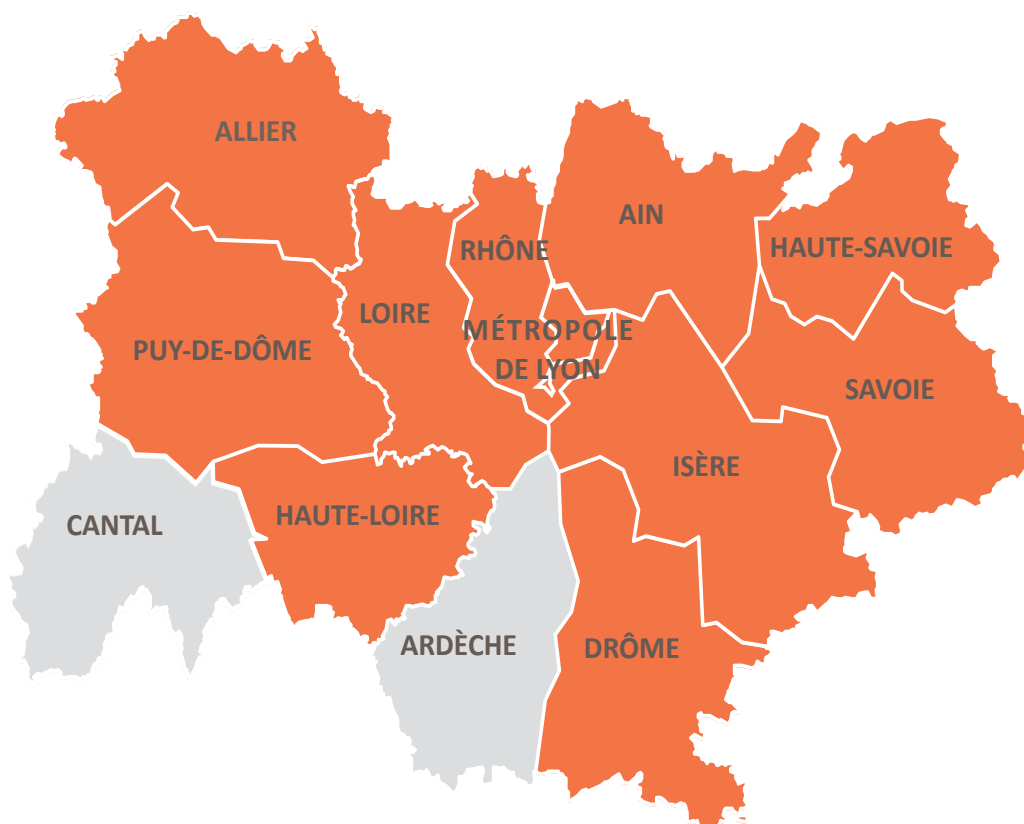 ALLIER
AIN
RHÔNE
HAUTE-SAVOIE
LOIRE
MÉTROPOLE
DE LYON
PUY-DE-DÔME
SAVOIE
ISÈRE
HAUTE-LOIRE
CANTAL
ARDÈCHE
DRÔME